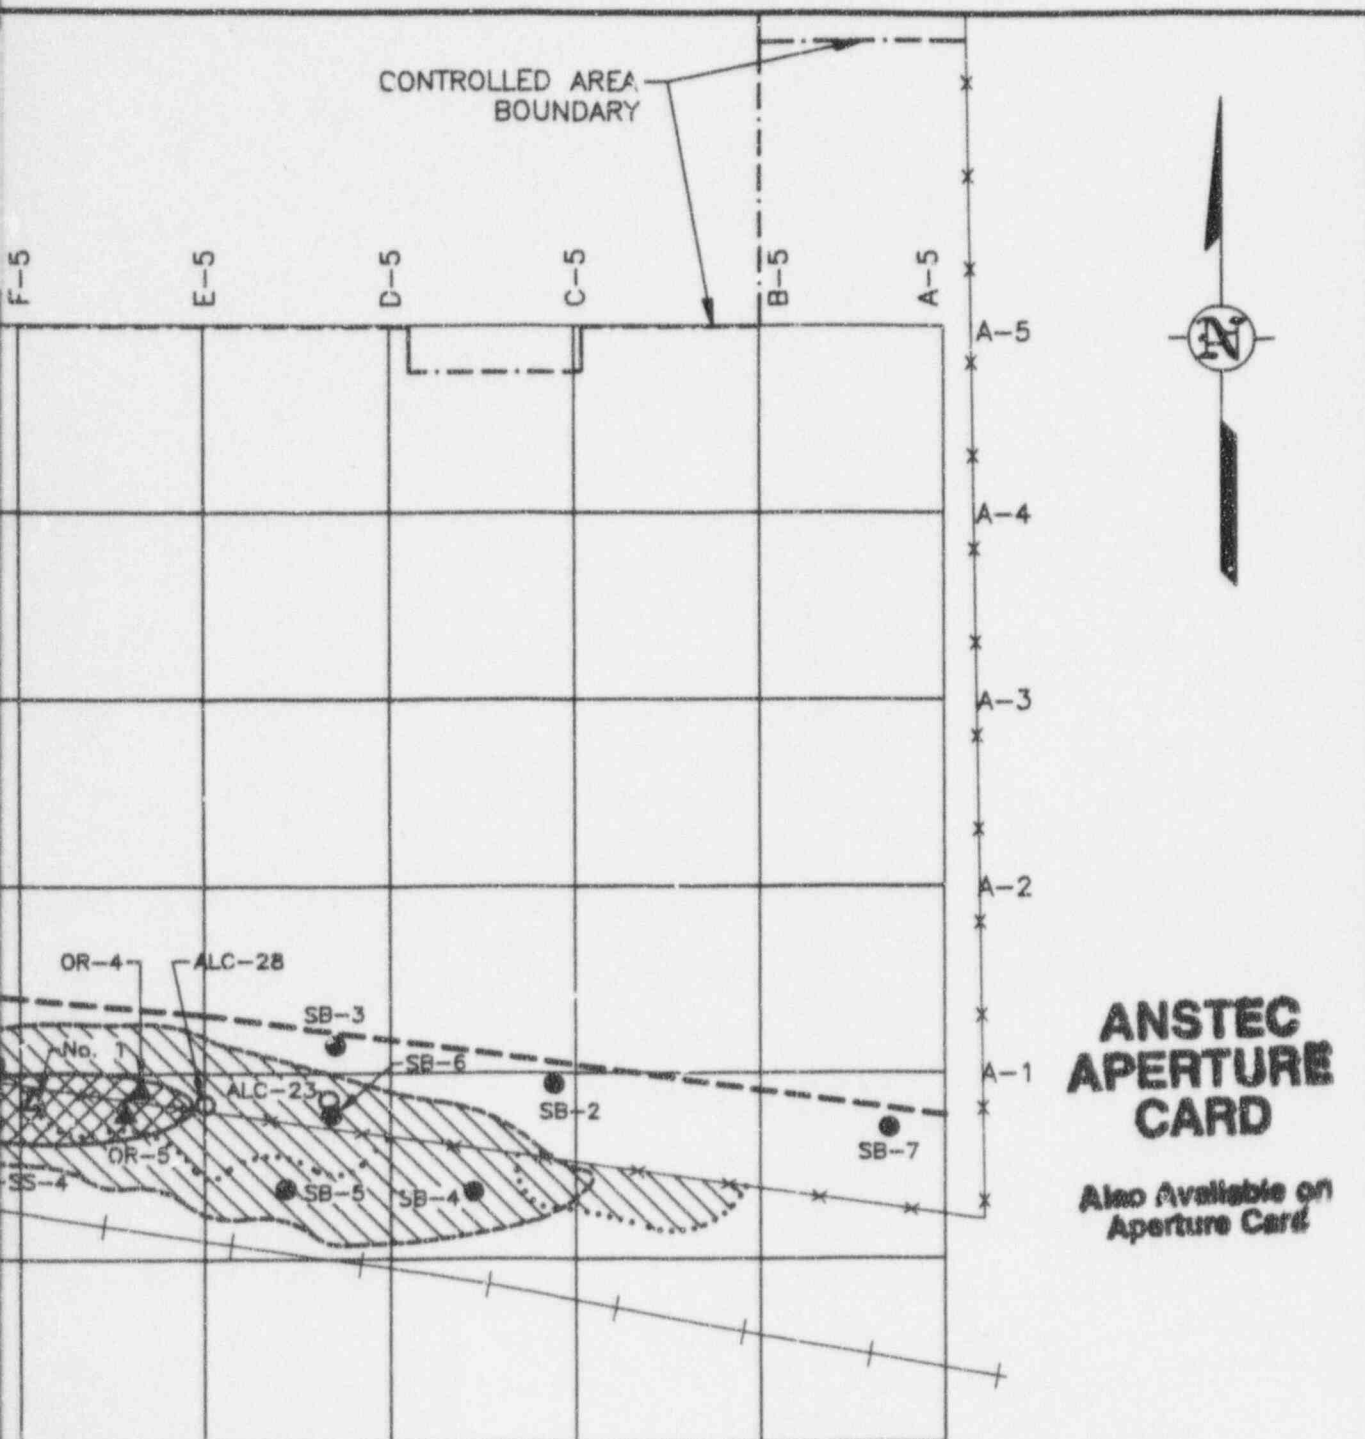 CONTROLLED AREA
BOUNDARY
F-5
E-5
D-5
C-5
B-5
A-5
A-5
N
A-4
A-3
A-2
OR-4
ALC-28
SB-3
No. 1
SB-6
ALC-23
A-1
SB-2
SB-7
OR-5
SS-4
SB-5
SB-4
ANSTEC
APERTURE
CARD
Also Available on
Aperture Card